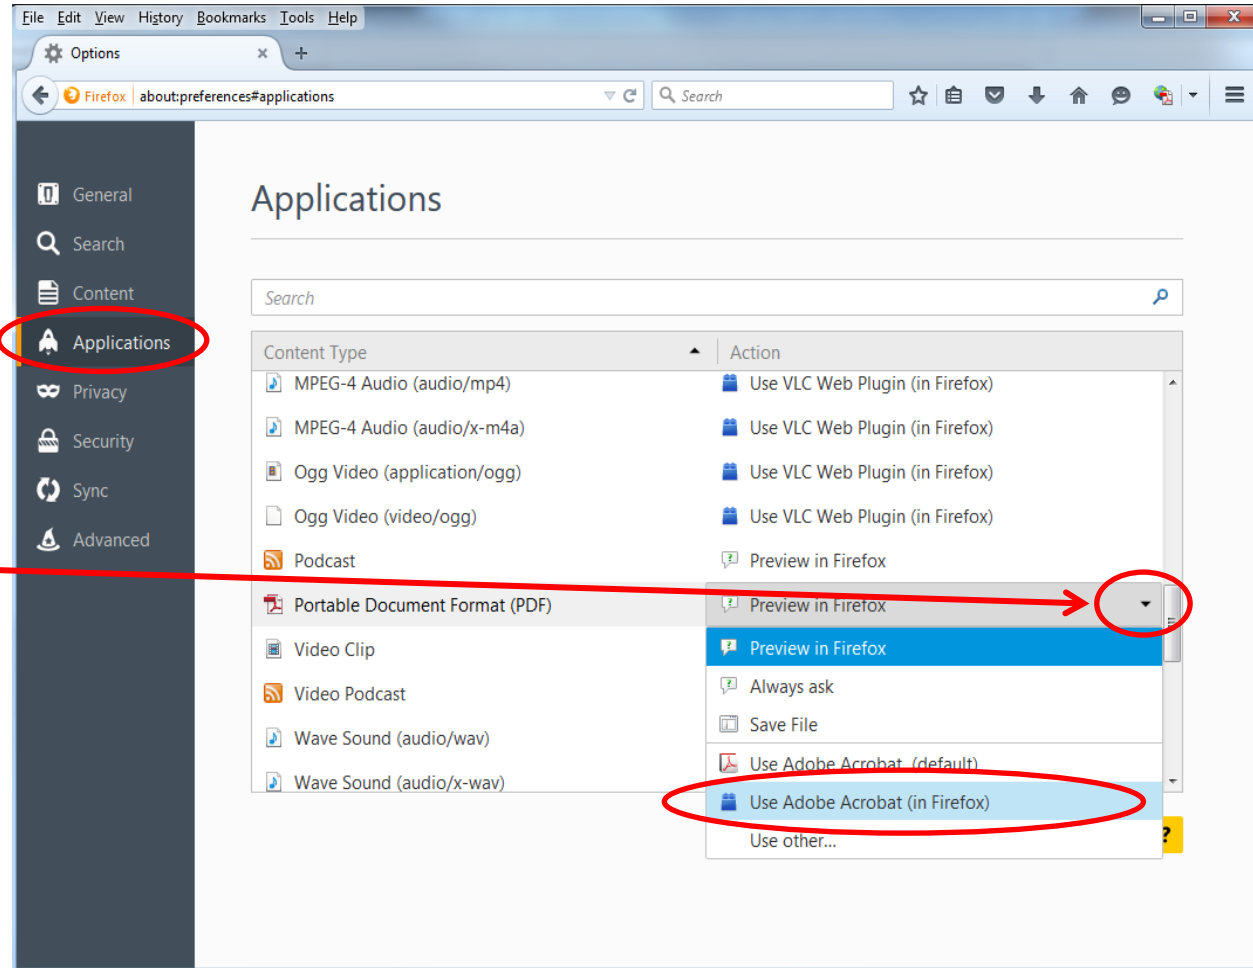 File Edit View History Bookmarks Tools Help
Options
Firefox about:preferences#applications Search
General
Search
Content
Applications
Privacy
Security
Sync
Advanced
Applications
Search
Content Type Action
MPEG-4 Audio (audio/mp4) Use VLC Web Plugin (in Firefox)
MPEG-4 Audio (audio/x-m4a) Use VLC Web Plugin (in Firefox)
Ogg Video (application/ogg) Use VLC Web Plugin (in Firefox)
Ogg Video (video/ogg) Use VLC Web Plugin (in Firefox)
Podcast Preview in Firefox
Portable Document Format (PDF) Preview in Firefox
Video Clip Preview in Firefox
Video Podcast Always ask
Save File
Wave Sound (audio/wav) Use Adobe Acrobat (default)
Wave Sound (audio/x-wav) Use Adobe Acrobat (in Firefox)
Use other...
?